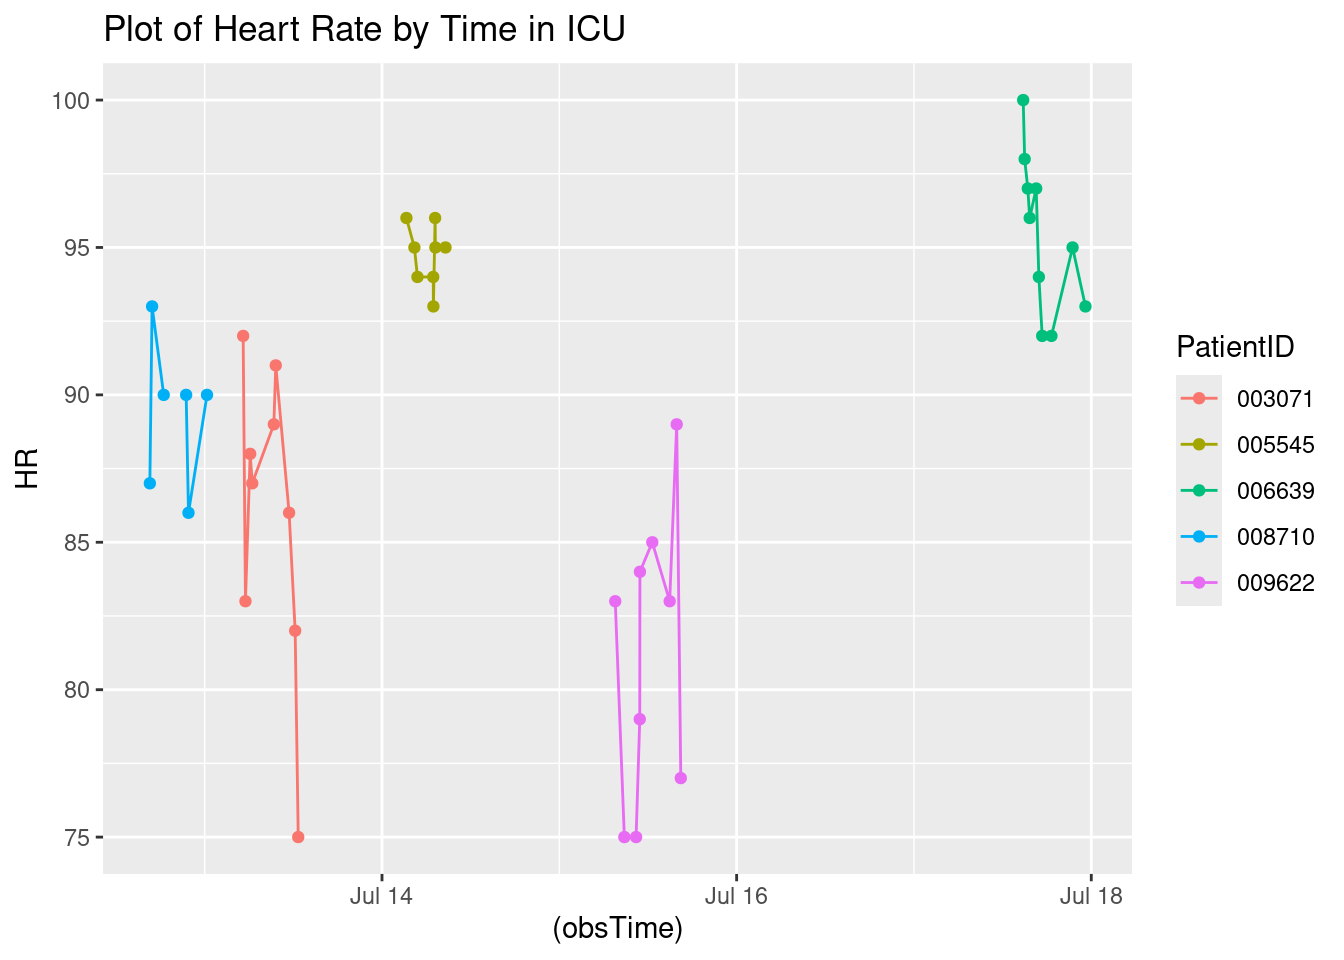 Plot of Heart Rate by Time in ICU
100
95
90
85
80
75
HR
Jul 14
Jul 16
Jul 18
(obsTime)
PatientID
003071
005545
006639
008710
009622